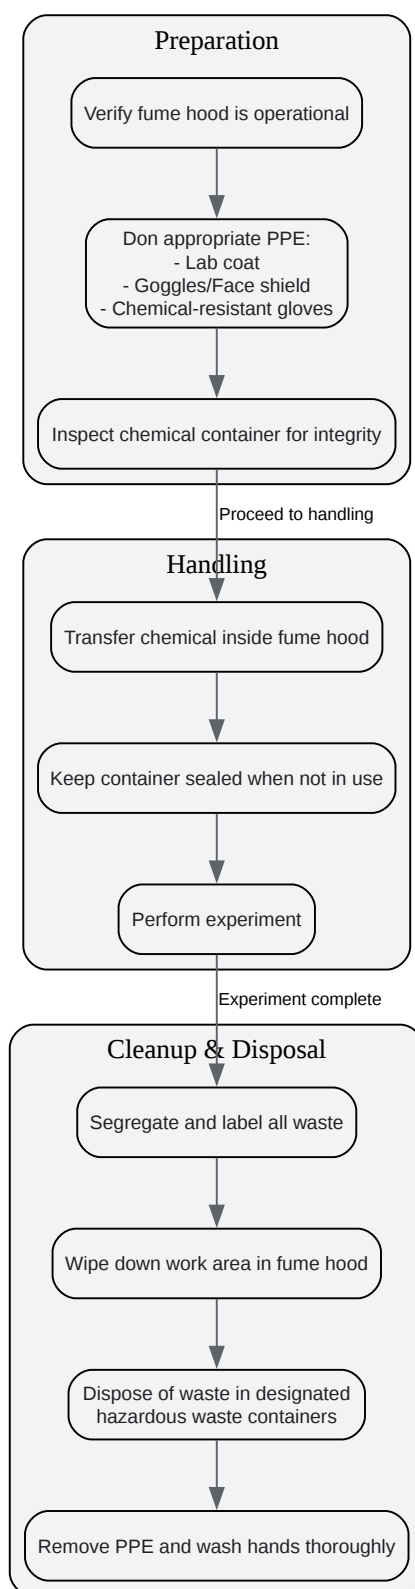 Preparation
Verify fume hood is operational
Don appropriate PPE:
- Lab coat
- Goggles/Face shield
- Chemical-resistant gloves
Inspect chemical container for integrity
Proceed to handling
Handling
Transfer chemical inside fume hood
Keep container sealed when not in use
Perform experiment
Experiment complete
Cleanup & Disposal
Segregate and label all waste
Wipe down work area in fume hood
Dispose of waste in designated
hazardous waste containers
Remove PPE and wash hands thoroughly